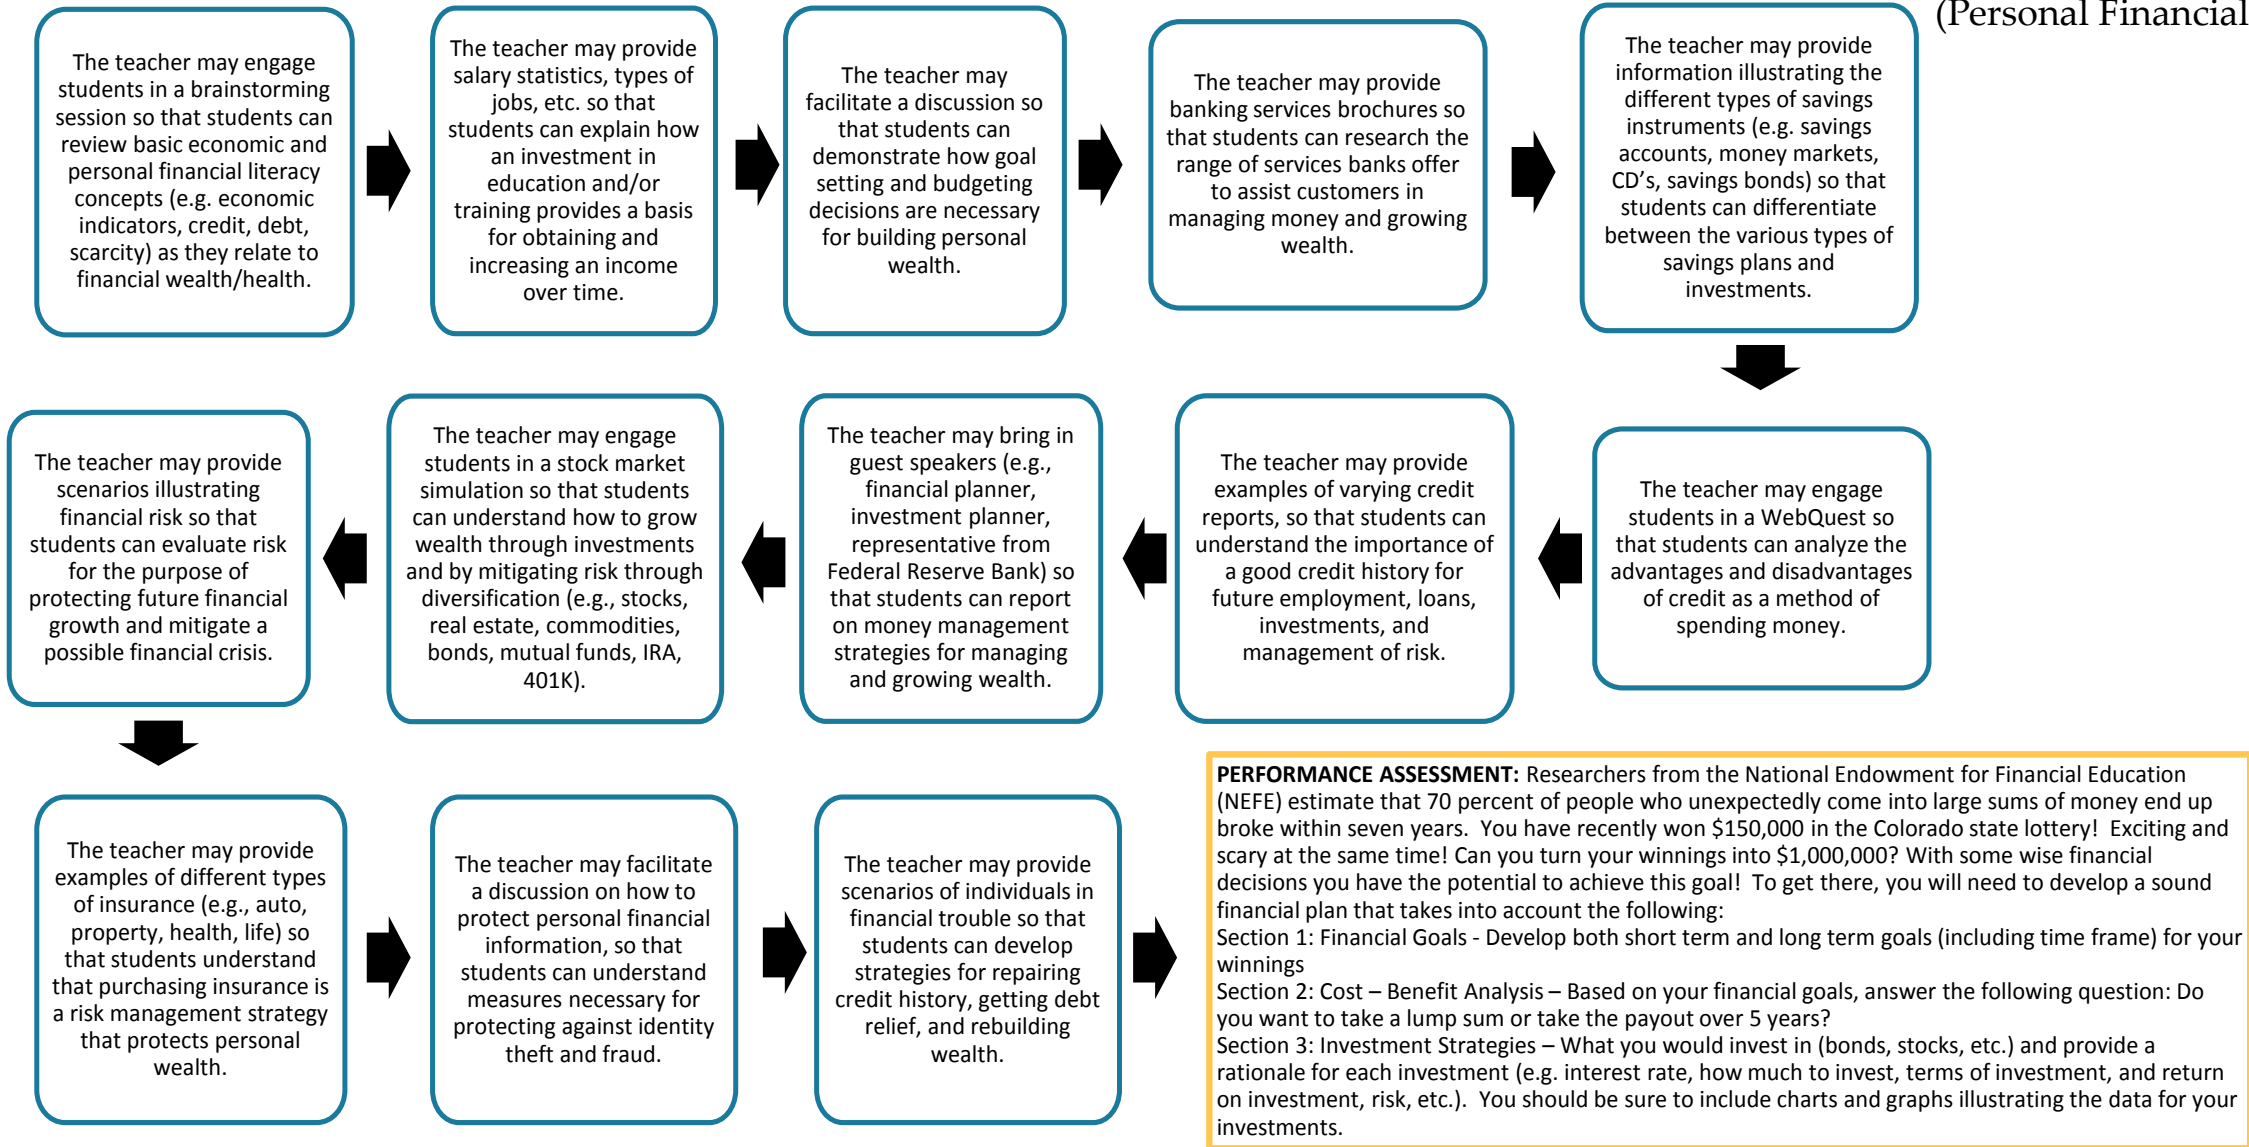 (Personal Financial
The teacher may engage
students in a brainstorming
session so that students can
review basic economic and
personal financial literacy
concepts (e.g. economic
indicators, credit, debt,
scarcity) as they relate to
financial wealth/health.
The teacher may provide
salary statistics, types of
jobs, etc. so that
students can explain how
an investment in
education and/or
training provides a basis
for obtaining and
increasing an income
over time.
The teacher may
facilitate a discussion so
that students can
demonstrate how goal
setting and budgeting
decisions are necessary
for building personal
wealth.
The teacher may provide
banking services brochures so
that students can research the
range of services banks offer
to assist customers in
managing money and growing
wealth.
The teacher may provide
information illustrating the
different types of savings
instruments (e.g. savings
accounts, money markets,
CD's, savings bonds) so that
students can differentiate
between the various types of
savings plans and
investments.
The teacher may engage
students in a WebQuest so
that students can analyze the
advantages and disadvantages
of credit as a method of
spending money.
The teacher may provide
examples of varying credit
reports, so that students can
understand the importance of
a good credit history for
future employment, loans,
investments, and
management of risk.
The teacher may bring in
guest speakers (e.g.,
financial planner,
investment planner,
representative from
Federal Reserve Bank) so
that students can report
on money management
strategies for managing
and growing wealth.
The teacher may engage
students in a stock market
simulation so that students
can understand how to grow
wealth through investments
and by mitigating risk through
diversification (e.g., stocks,
real estate, commodities,
bonds, mutual funds, IRA,
401K).
The teacher may provide
scenarios illustrating
financial risk so that
students can evaluate risk
for the purpose of
protecting future financial
growth and mitigate a
possible financial crisis.
The teacher may provide
examples of different types
of insurance (e.g., auto,
property, health, life) so
that students understand
that purchasing insurance is
a risk management strategy
that protects personal
wealth.
The teacher may facilitate
a discussion on how to
protect personal financial
information, so that
students can understand
measures necessary for
protecting against identity
theft and fraud.
The teacher may provide
scenarios of individuals in
financial trouble so that
students can develop
strategies for repairing
credit history, getting debt
relief, and rebuilding
wealth.
PERFORMANCE ASSESSMENT: Researchers from the National Endowment for Financial Education
(NEFE) estimate that 70 percent of people who unexpectedly come into large sums of money end up
broke within seven years.  You have recently won $150,000 in the Colorado state lottery!  Exciting and
scary at the same time! Can you turn your winnings into $1,000,000? With some wise financial
decisions you have the potential to achieve this goal!  To get there, you will need to develop a sound
financial plan that takes into account the following:
Section 1: Financial Goals - Develop both short term and long term goals (including time frame) for your
winnings
Section 2: Cost – Benefit Analysis – Based on your financial goals, answer the following question: Do
you want to take a lump sum or take the payout over 5 years?
Section 3: Investment Strategies – What you would invest in (bonds, stocks, etc.) and provide a
rationale for each investment (e.g. interest rate, how much to invest, terms of investment, and return
on investment, risk, etc.).  You should be sure to include charts and graphs illustrating the data for your
investments.